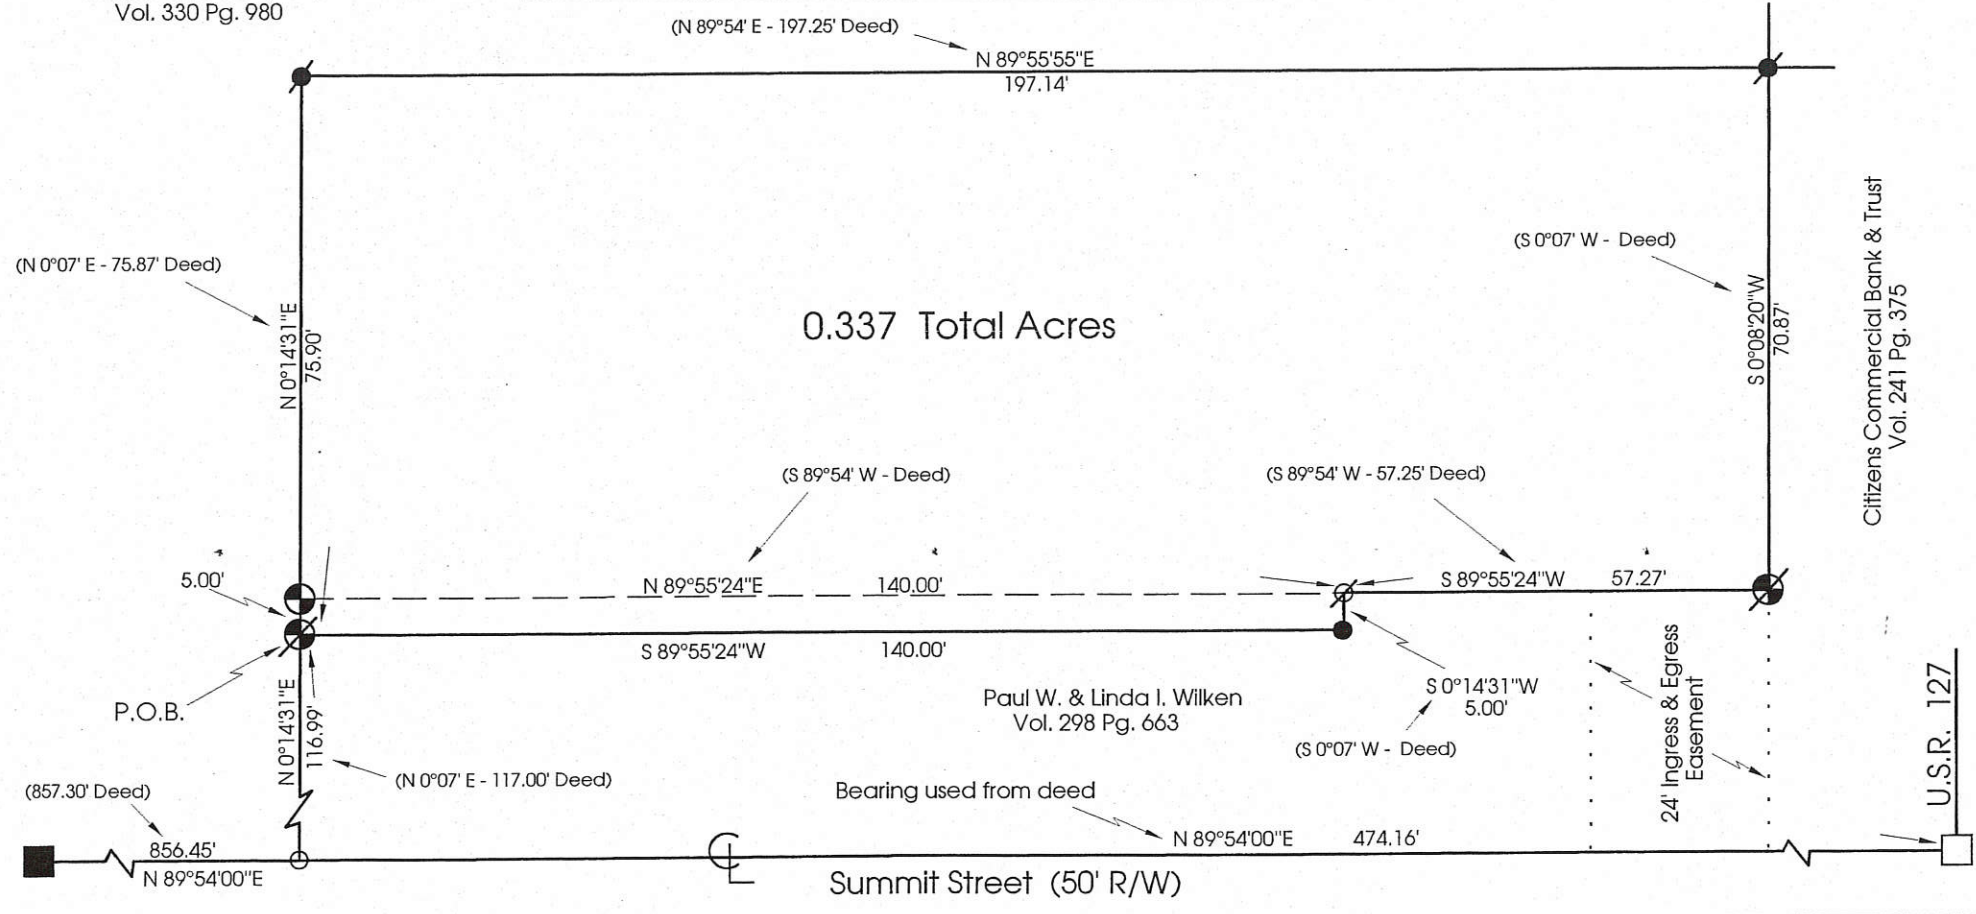 Vol. 330 Pg. 980
(N 89°54' E - 197.25' Deed)
N 89°55'55"E
197.14'
(N 0°07' E - 75.87' Deed)
N 0°14'31"E
75.90'
0.337 Total Acres
(S 0°07' W - Deed)
S 0°08'20"W
70.87'
Citizens Commercial Bank & Trust
Vol. 241 Pg. 375
(S 89°54' W - Deed)
(S 89°54' W - 57.25' Deed)
5.00'
N 89°55'24"E 140.00'
S 89°55'24"W 57.27'
S 89°55'24"W 140.00'
P.O.B.
N 0°14'31"E
116.99'
(N 0°07' E - 117.00' Deed)
Paul W. & Linda I. Wilken
Vol. 298 Pg. 663
S 0°14'31"W
5.00'
(S 0°07' W - Deed)
24' Ingress & Egress
Easement
U.S.R. 127
(857.30' Deed)
856.45'
N 89°54'00"E
Bearing used from deed
N 89°54'00"E 474.16'
CL
Summit Street (50' R/W)